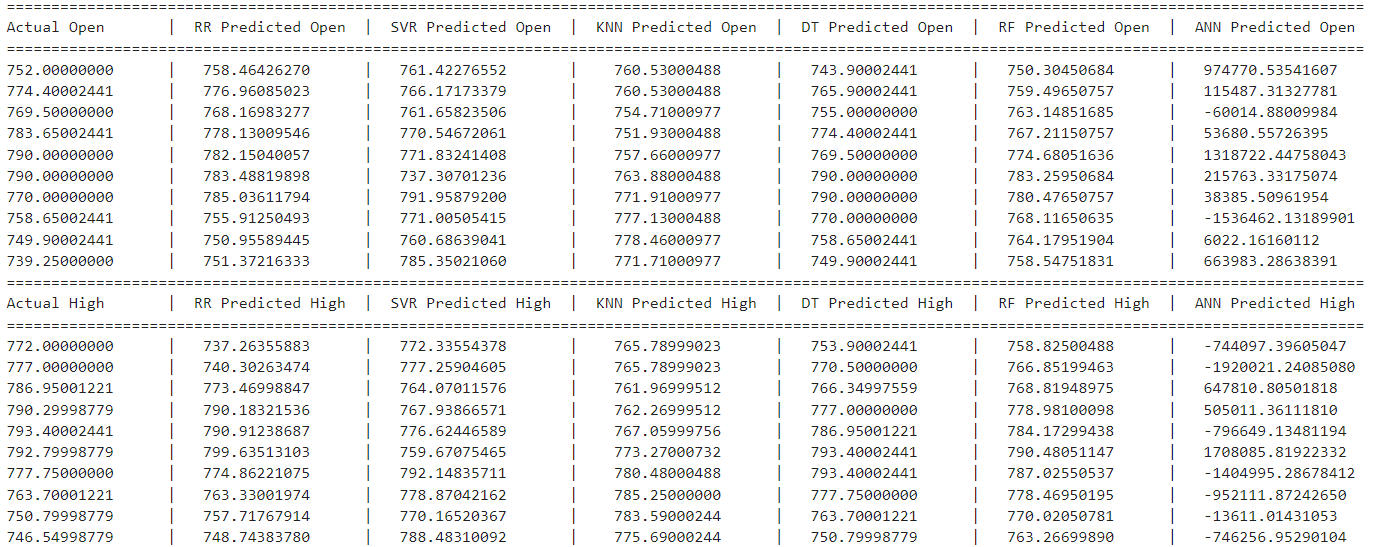 Actual Open | RR Predicted Open | SVR Predicted Open | KNN Predicted Open | DT Predicted Open | RF Predicted Open | ANN Predicted Open
752.00000000 | 758.46426270 | 761.42276552 | 760.53000488 | 743.90002441 | 750.30450684 | 974770.53541607
774.40002441 | 776.96085023 | 766.17173379 | 760.53000488 | 765.90002441 | 759.49650757 | 115487.31327781
769.50000000 | 768.16983277 | 761.65823506 | 754.71000977 | 755.00000000 | 763.14851685 | -60014.88009984
783.65002441 | 778.13009546 | 770.54672061 | 751.93000488 | 774.40002441 | 767.21150757 | 53680.55726395
790.00000000 | 782.15040057 | 771.83241408 | 757.66000977 | 769.50000000 | 774.68051636 | 1318722.44758043
790.00000000 | 783.48819898 | 737.30701236 | 763.88000488 | 790.00000000 | 783.25950684 | 215763.33175074
770.00000000 | 785.03611794 | 791.95879200 | 771.91000977 | 790.00000000 | 780.47650757 | 38385.50961954
758.65002441 | 755.91250493 | 771.00505415 | 777.13000488 | 770.00000000 | 768.11650635 | -1536462.13189901
749.90002441 | 750.95589445 | 760.68639041 | 778.46000977 | 758.65002441 | 764.17951904 | 6022.16160112
739.25000000 | 751.37216333 | 785.35021060 | 771.71000977 | 749.90002441 | 758.54751831 | 663983.28638391
Actual High | RR Predicted High | SVR Predicted High | KNN Predicted High | DT Predicted High | RF Predicted High | ANN Predicted High
772.00000000 | 737.26355883 | 772.33554378 | 765.78999023 | 753.90002441 | 758.82500488 | -744097.39605047
777.00000000 | 740.30263474 | 777.25904605 | 765.78999023 | 770.50000000 | 766.85199463 | -1920021.24085080
786.95001221 | 773.46998847 | 764.07011576 | 761.96999512 | 766.34997559 | 768.81948975 | 647810.80501818
790.29998779 | 790.18321536 | 767.93866571 | 762.26999512 | 777.00000000 | 778.98100098 | 505011.36111810
793.40002441 | 790.91238687 | 776.62446589 | 767.05999756 | 786.95001221 | 784.17299438 | -796649.13481194
792.79998779 | 799.63513103 | 759.67075465 | 773.27000732 | 793.40002441 | 790.48051147 | 1708085.81922332
777.75000000 | 774.86221075 | 792.14835711 | 780.48000488 | 793.40002441 | 787.02550537 | -1404995.28678412
763.70001221 | 763.33001974 | 778.87042162 | 785.25000000 | 777.75000000 | 778.46950195 | -952111.87242650
750.79998779 | 757.71767914 | 770.16520367 | 783.59000244 | 763.70001221 | 770.02050781 | -13611.01431053
746.54998779 | 748.74383780 | 788.48310092 | 775.69000244 | 750.79998779 | 763.26699890 | -746256.95290104